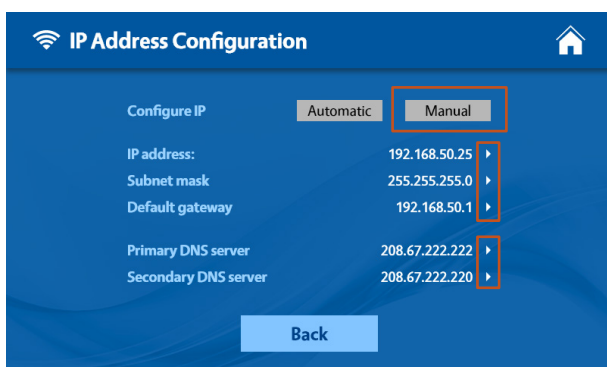 IP Address Configuration
Configure IP Automatic Manual
IP address: 192.168.50.25
Subnet mask 255.255.255.0
Default gateway 192.168.50.1
Primary DNS server 208.67.222.222
Secondary DNS server 208.67.222.220
Back